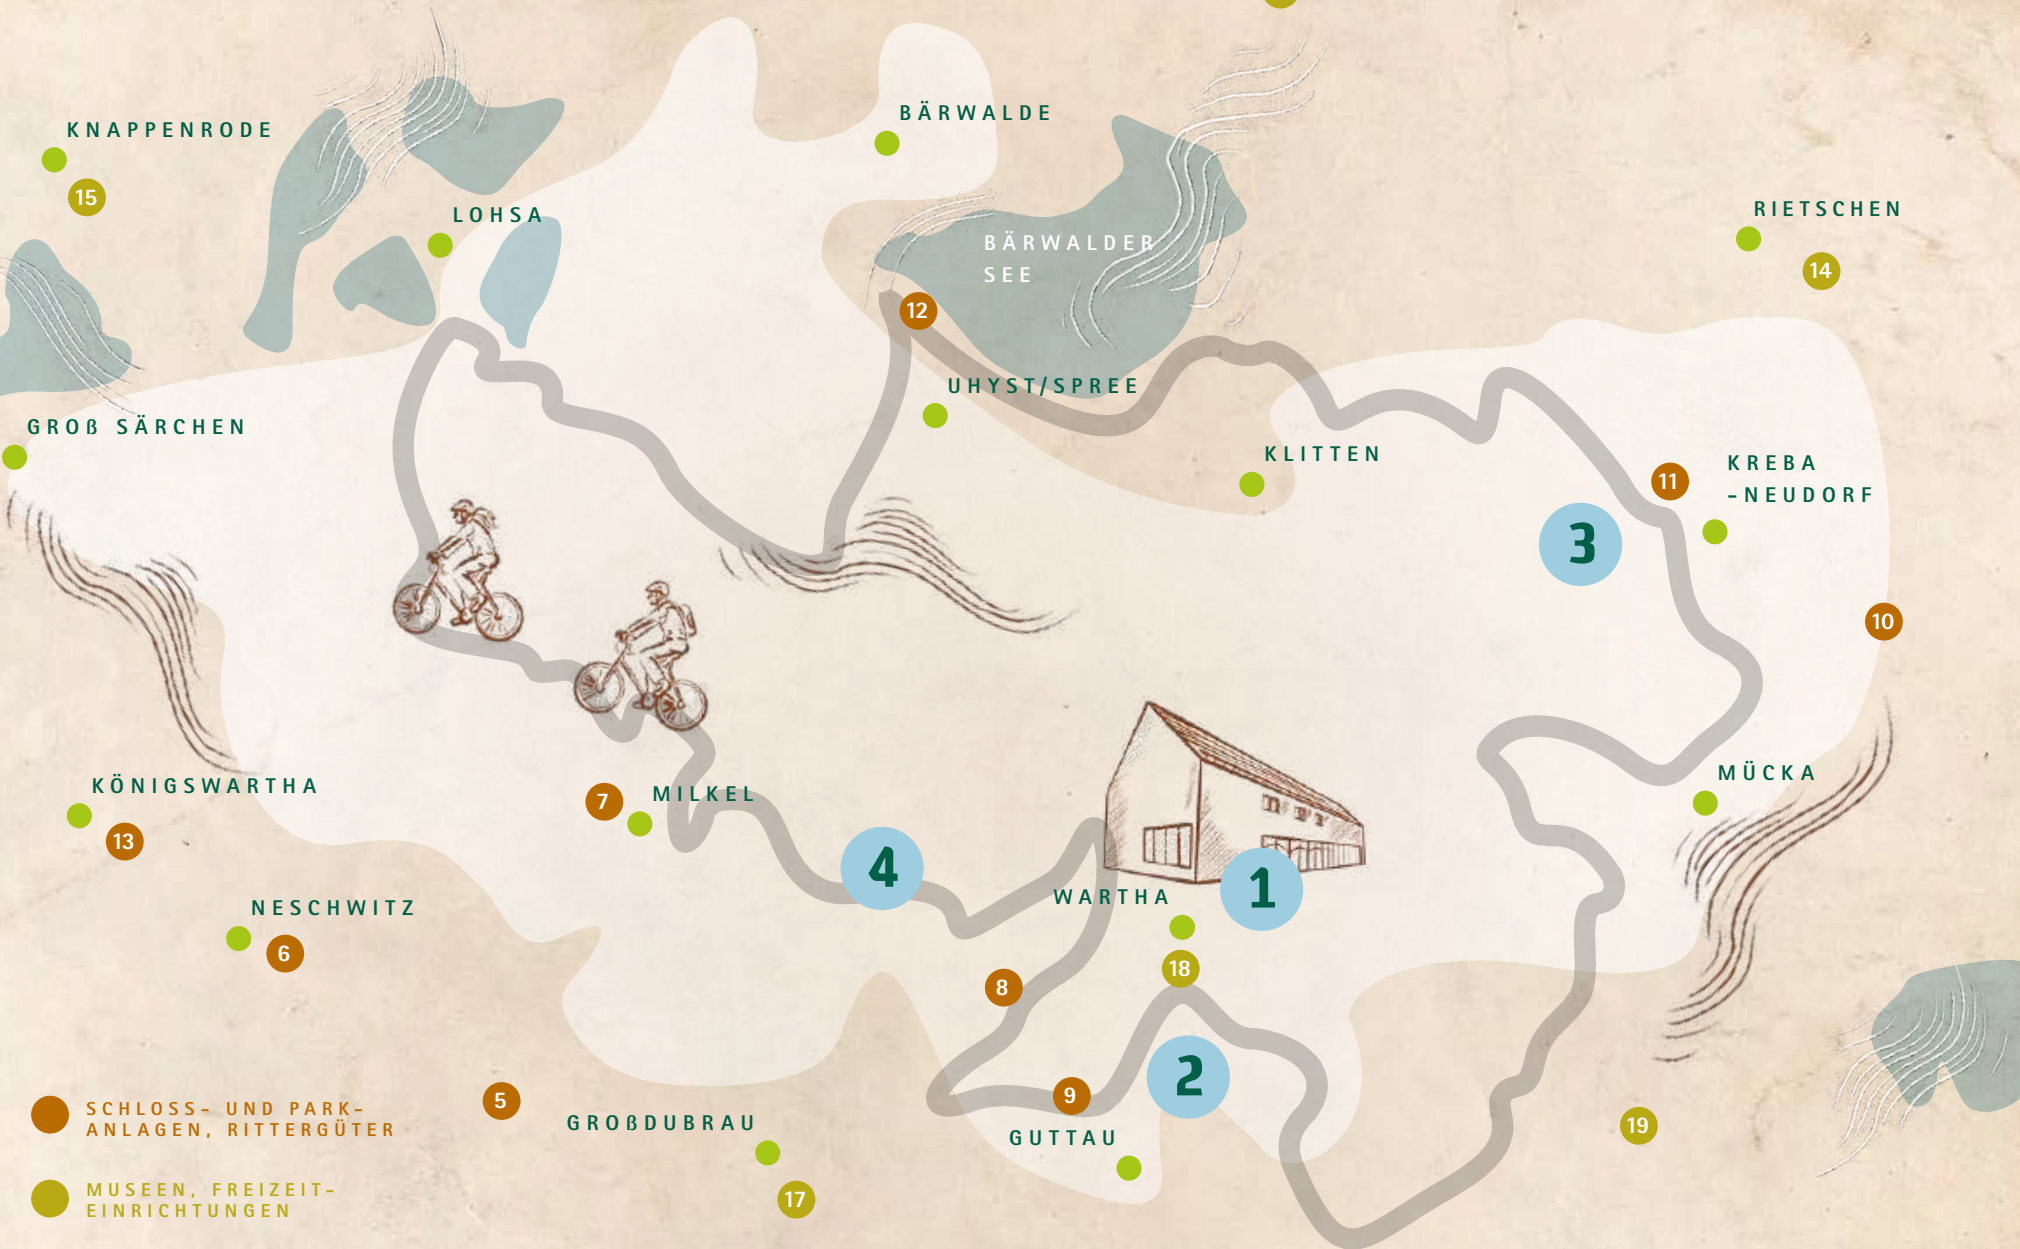 BÄRWALDE
KNAPPENRODE
15
LOHSA
RIETSCHEN
14
BÄRWALDER
SEE
12
UHYST/SPREE
GROß SÄRCHEN
KLITTEN
11
KREBA
-NEUDORF
3
10
KÖNIGSWARTHA
13
7
MILKEL
MÜCKA
4
1
WARTHA
NESCHWITZ
6
18
8
2
9
5
GROßDUBRAU
GUTTAU
19
17
SCHLOSS- UND PARK-
ANLAGEN, RITTERGÜTER
MUSEEN, FREIZEIT-
EINRICHTUNGEN